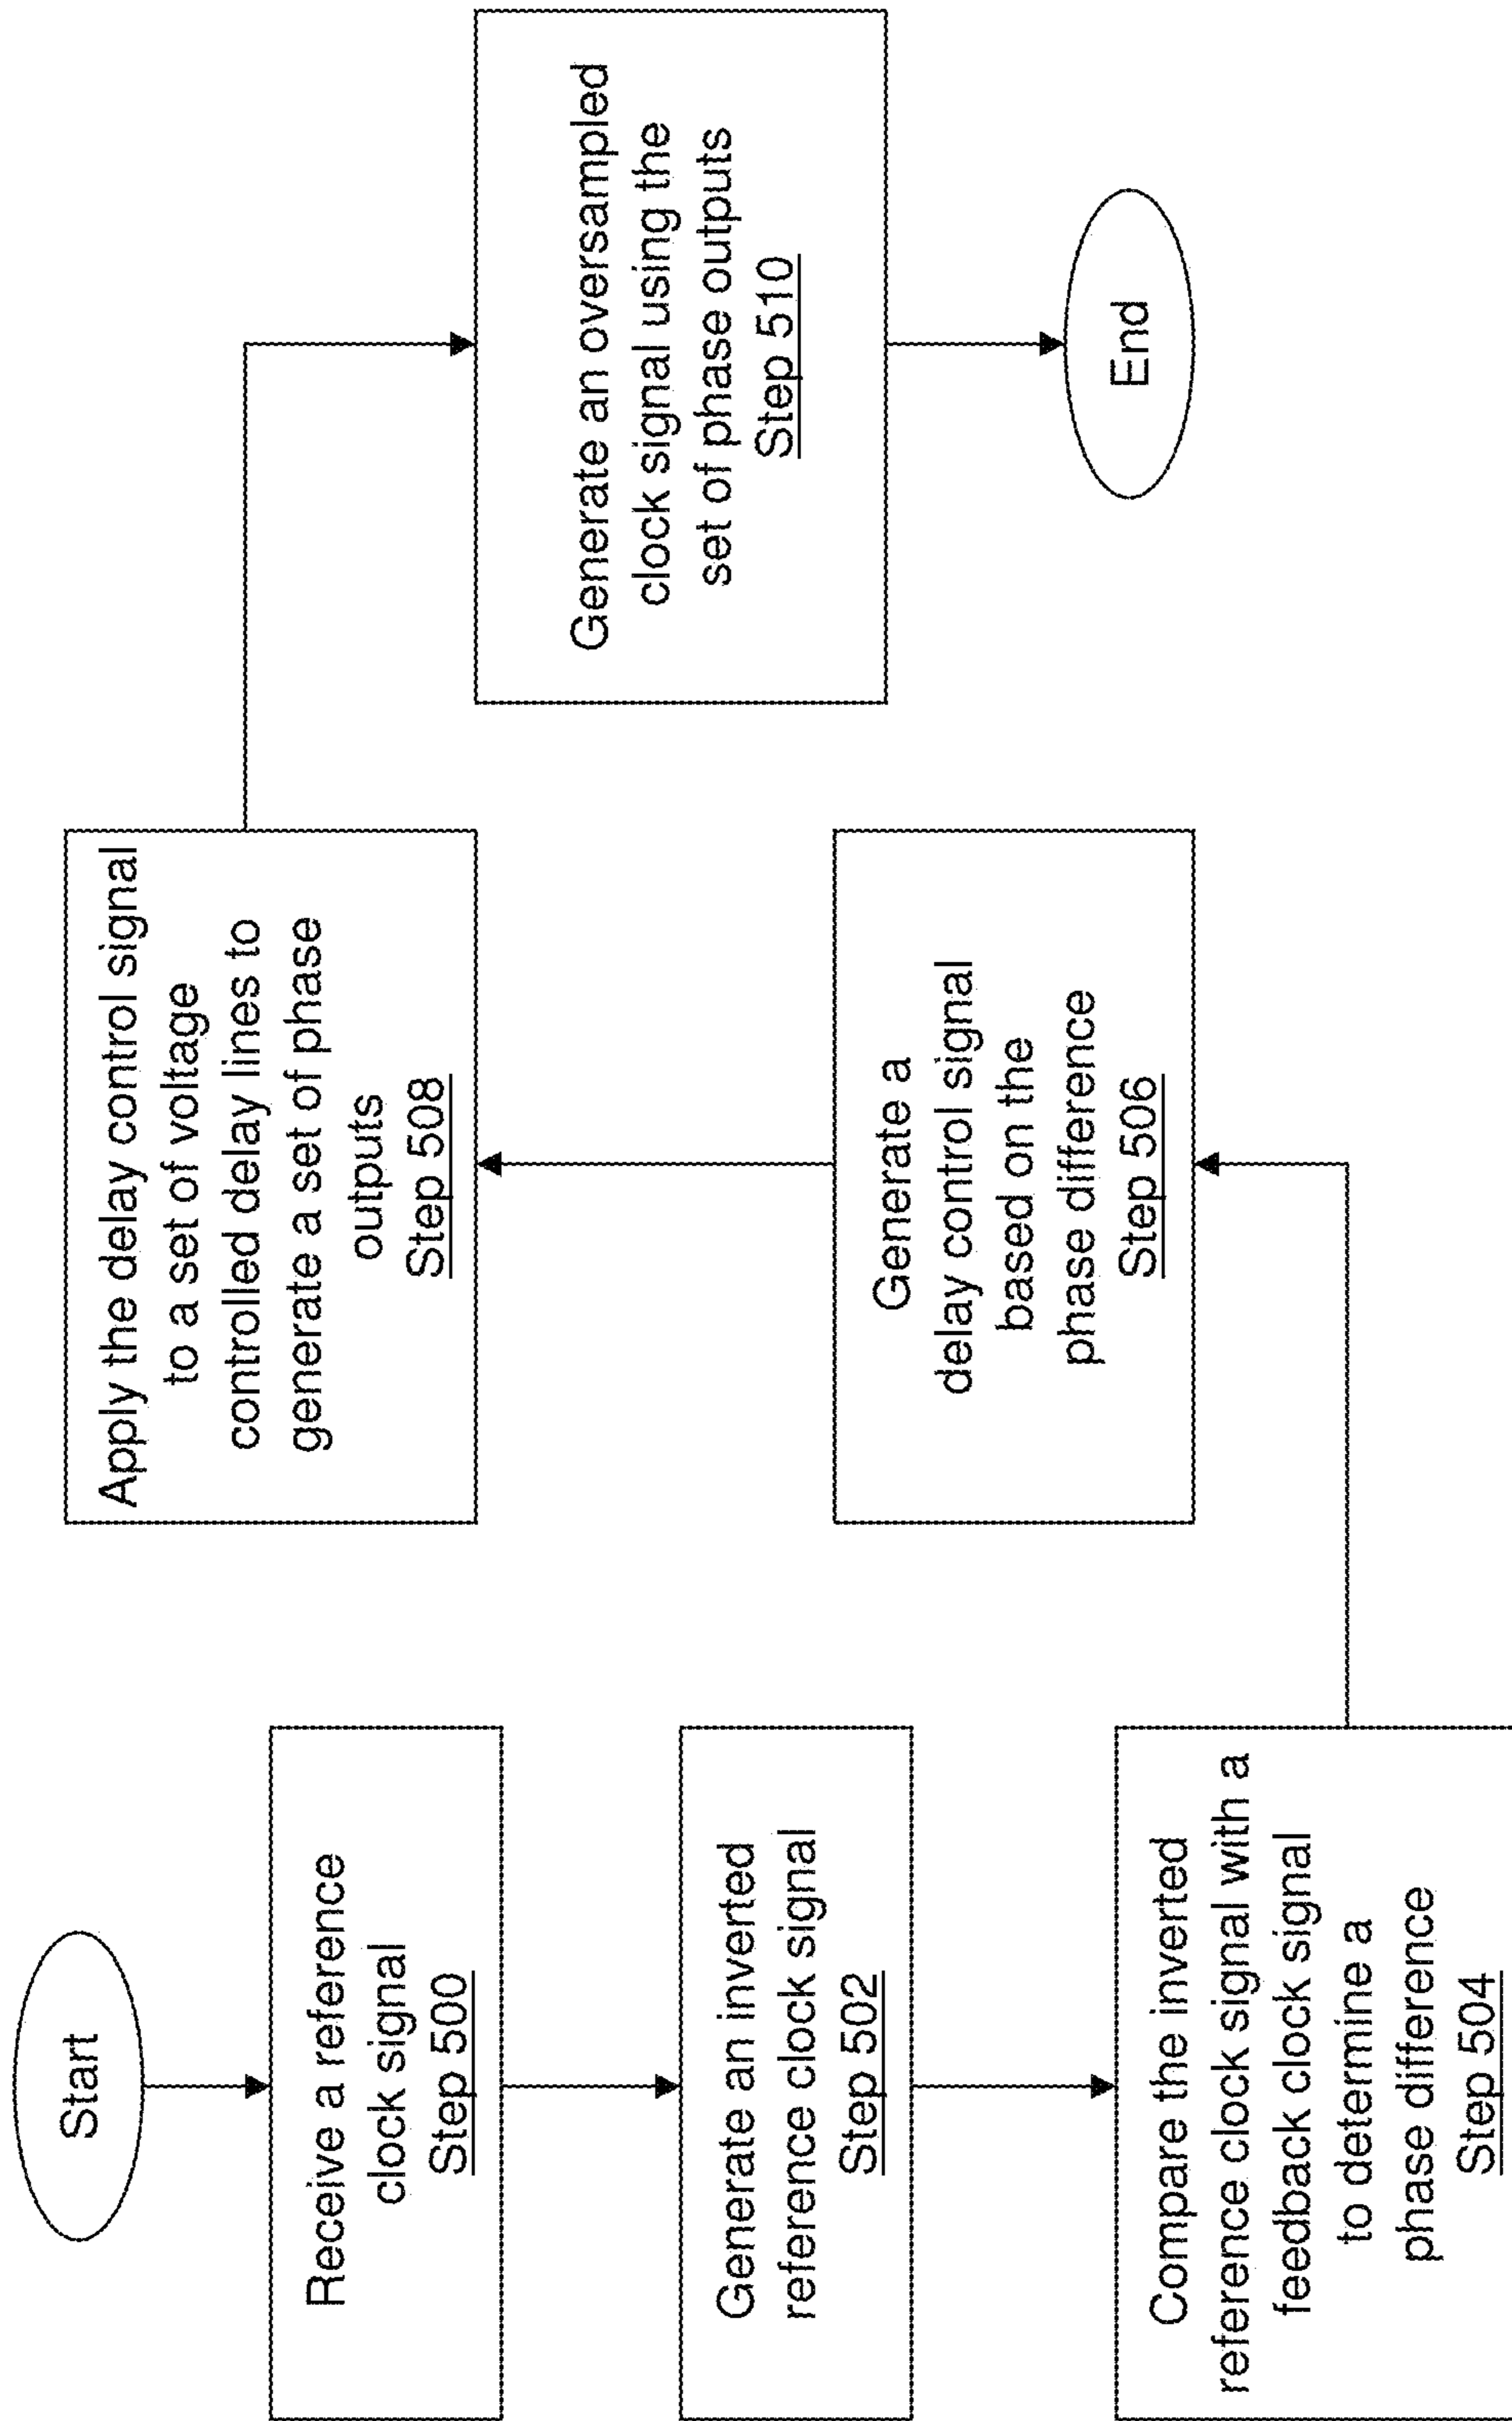 Start
Receive a reference
clock signal
Step 500
Generate an inverted
reference clock signal
Step 502
Compare the inverted
reference clock signal with a
feedback clock signal
to determine a
phase difference
Step 504
Generate a
delay control signal
based on the
phase difference
Step 506
Apply the delay control signal
to a set of voltage
controlled delay lines to
generate a set of phase
outputs
Step 508
Generate an oversampled
clock signal using the
set of phase outputs
Step 510
End